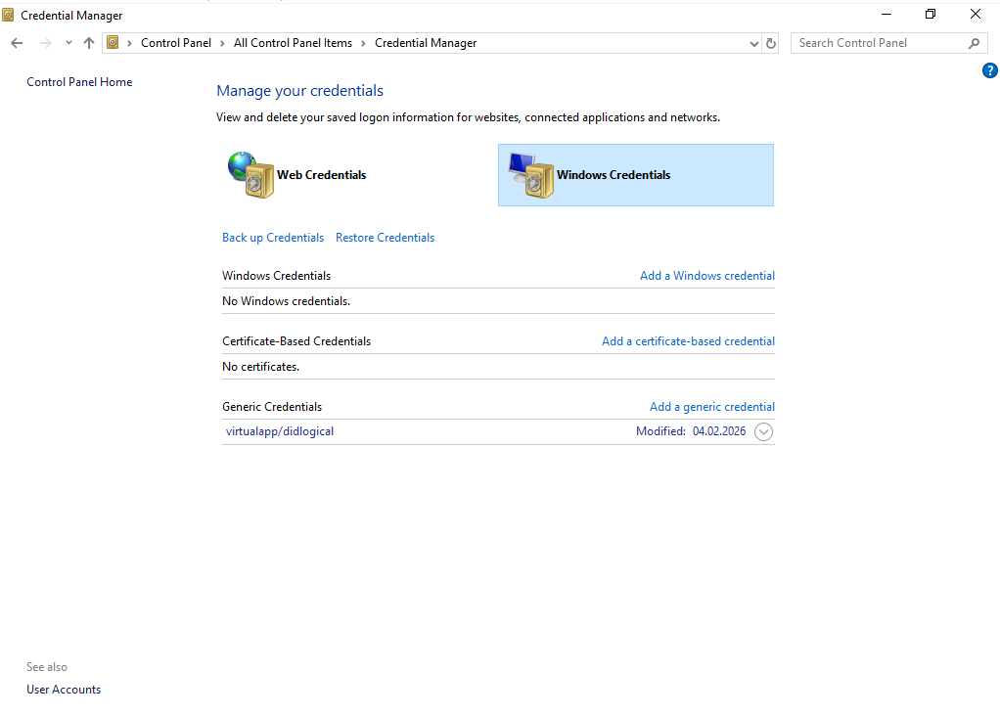 Credential Manager
Control Panel > All Control Panel Items > Credential Manager
Search Control Panel
?
Control Panel Home
Manage your credentials
View and delete your saved logon information for websites, connected applications and networks.
Web Credentials
Windows Credentials
Back up Credentials Restore Credentials
Windows Credentials Add a Windows credential
No Windows credentials.
Certificate-Based Credentials Add a certificate-based credential
No certificates.
Generic Credentials Add a generic credential
virtualapp/didlogical Modified: 04.02.2026
See also
User Accounts